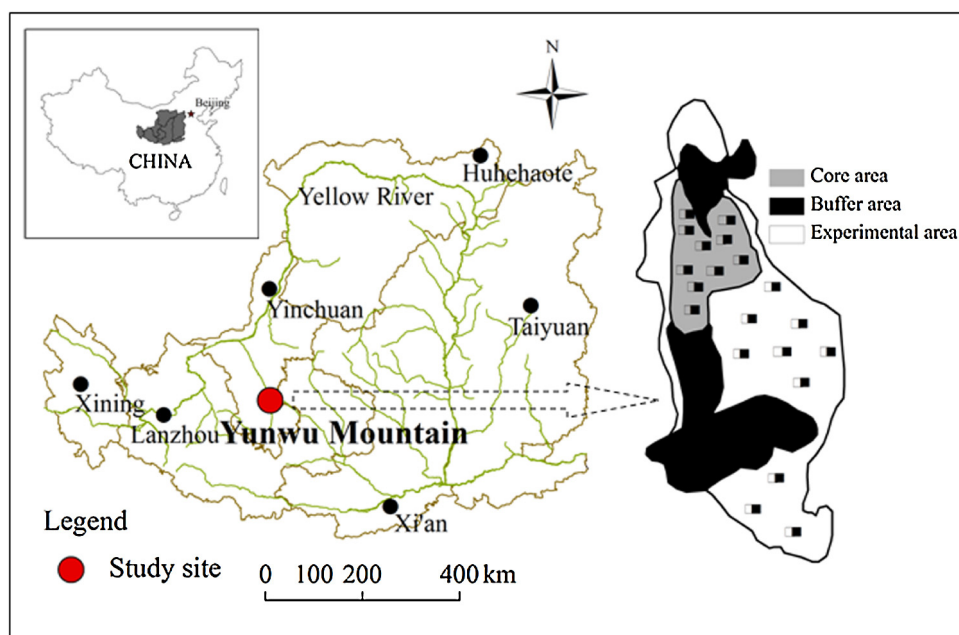 Beijing
CHINA
N
Huhehaote
Yellow River
Core area
Buffer area
Experimental area
Yinchuan
Taiyuan
Xining
Lanzhou
Yunwu Mountain
Xi'an
Legend
Study site
0 100 200 400 km